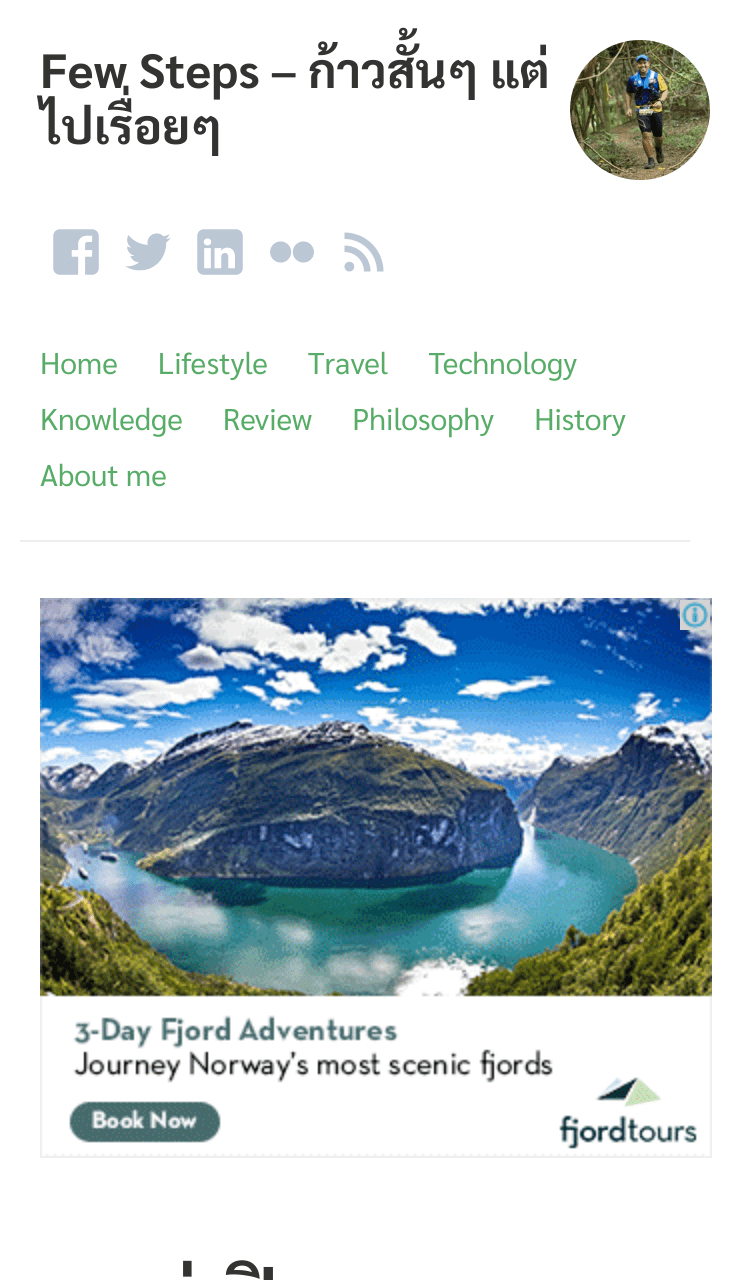 Few Steps – ก้าวสั้นๆ แต่
ไปเรื่อยๆ
Home Lifestyle Travel Technology
Knowledge Review Philosophy History
About me
3-Day Fjord Adventures
Journey Norway's most scenic fjords
Book Now
fjordtours